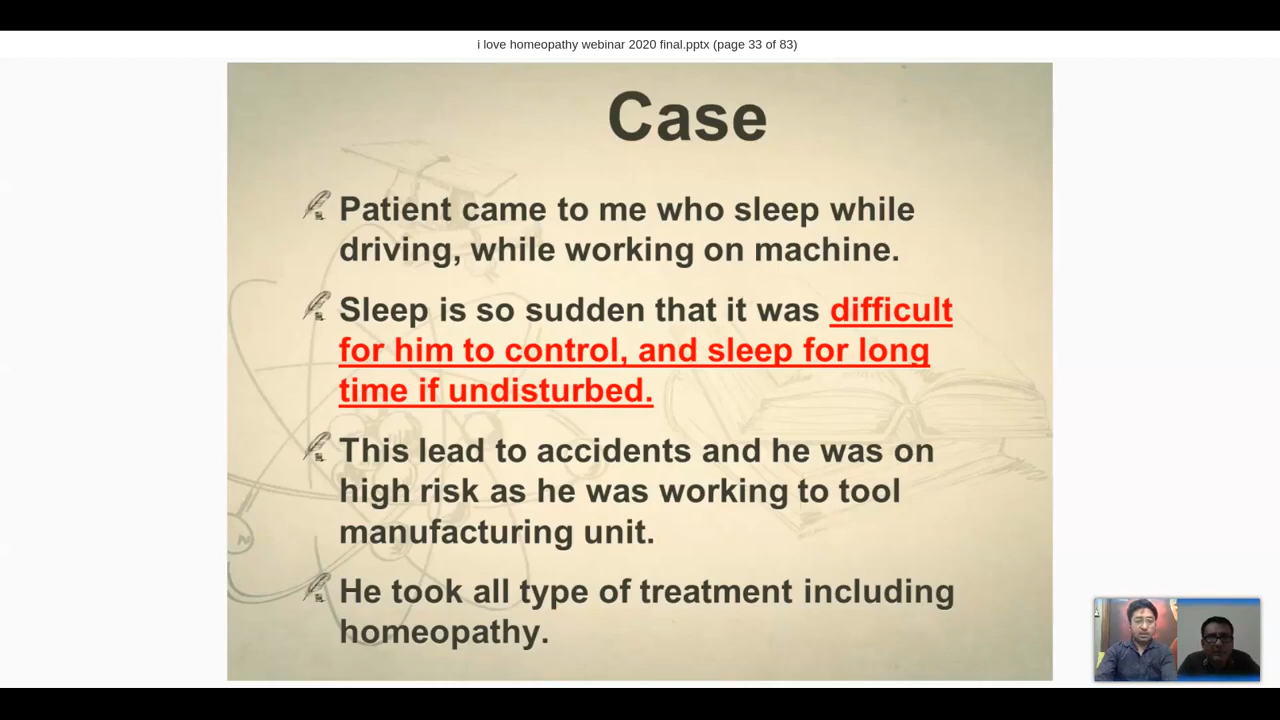 i love homeopathy webinar 2020 final.pptx (page 33 of 83)
Case
Patient came to me who sleep while
driving, while working on machine.
Sleep is so sudden that it was difficult
for him to control, and sleep for long
time if undisturbed.
This lead to accidents and he was on
high risk as he was working to tool
manufacturing unit.
He took all type of treatment including
homeopathy.